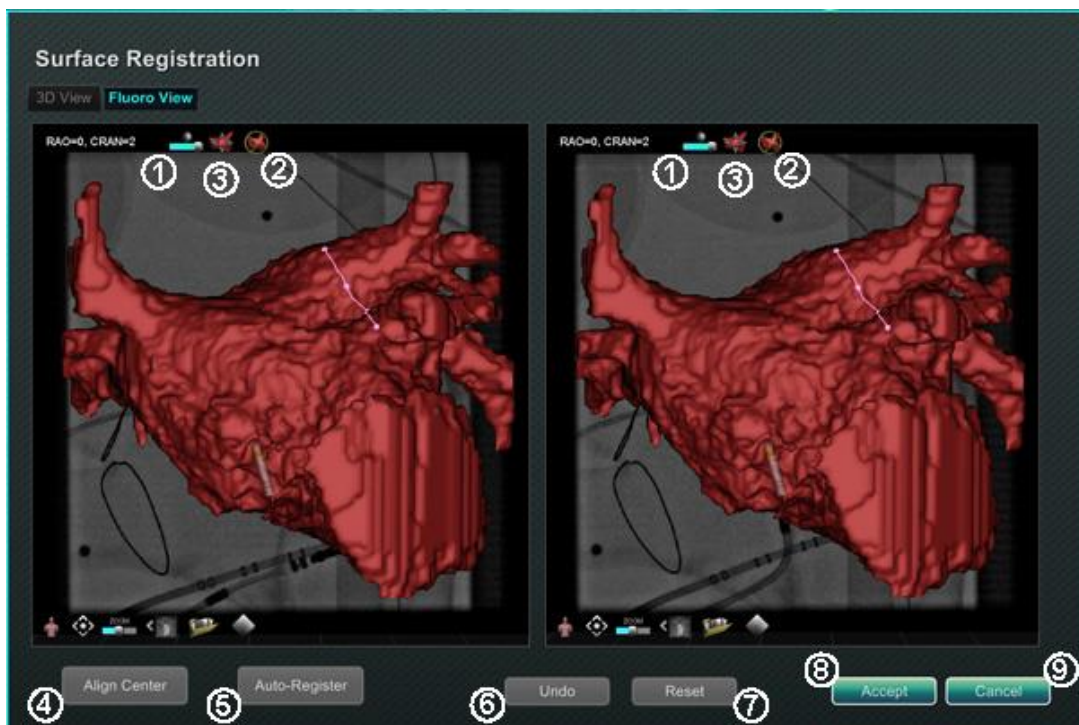 Surface Registration
3D View Fluoro View
RAO=0, CRAN=2
RAO=0, CRAN=2
① ③ ②
① ③ ②
ZOOM
ZOOM
④ Align Center
⑤ Auto-Register
⑥ Undo
Reset ⑦
⑧ Accept
Cancel ⑨